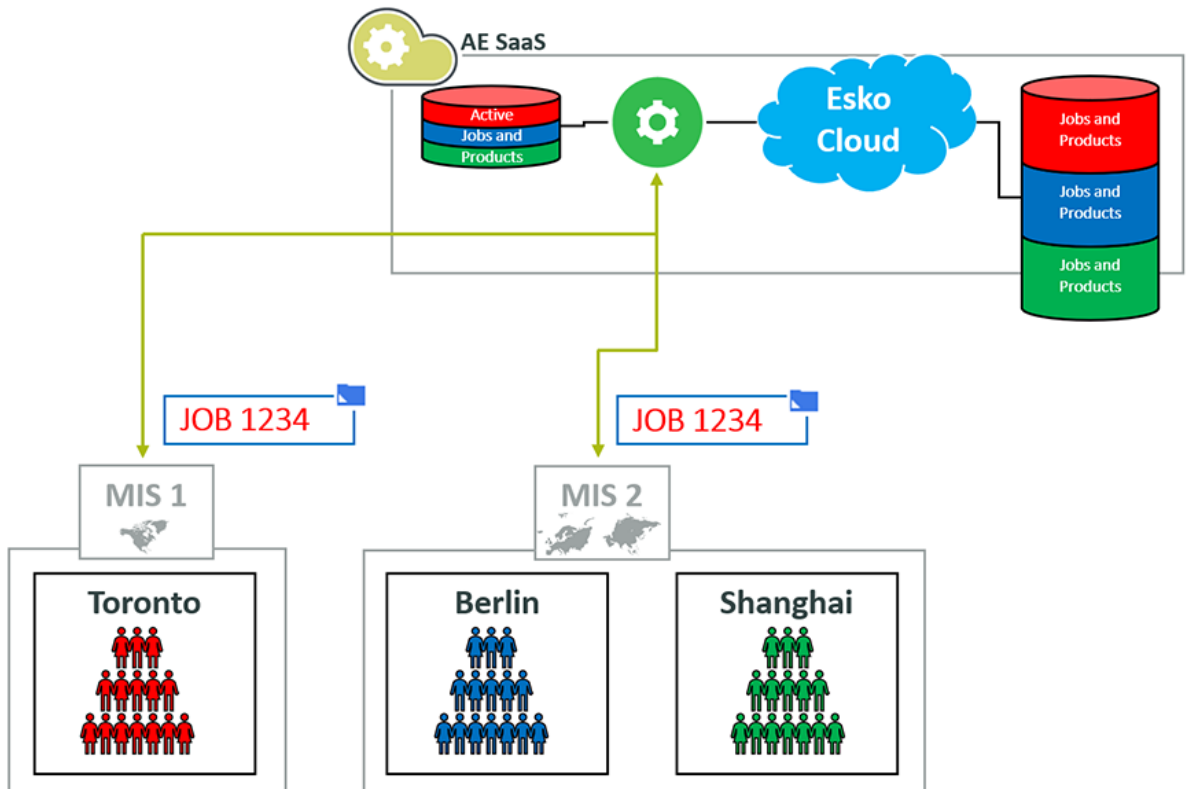 AE SaaS
Active
Jobs and
Products
Esko
Cloud
Jobs and
Products
Jobs and
Products
Jobs and
Products
JOB 1234
JOB 1234
MIS 1
MIS 2
Toronto
Berlin
Shanghai